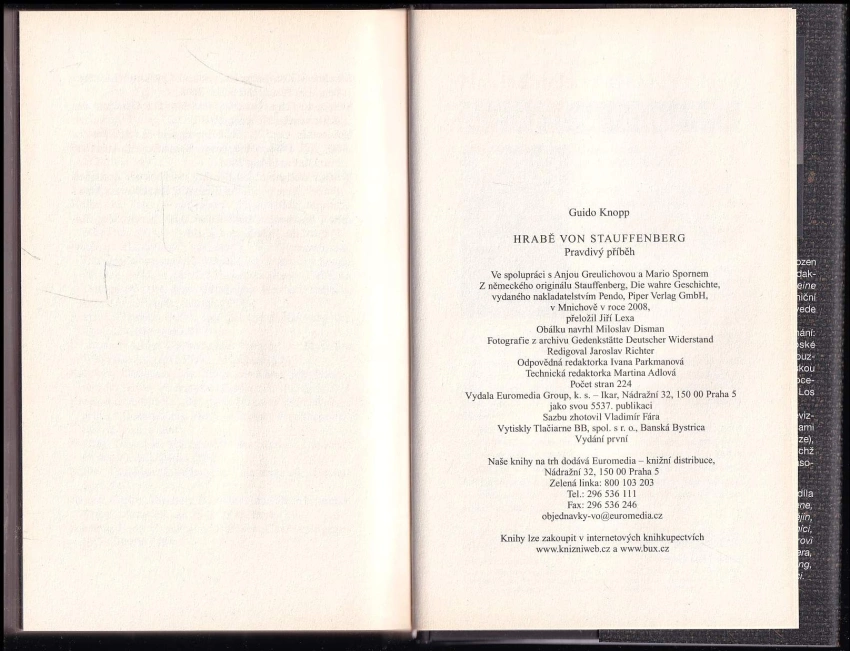 Guido Knopp
HRABĚ VON STAUFFENBERG
Pravdivý příběh
Ve spolupráci s Anjou Greulichovou a Mario Spornem
Z německého originálu Stauffenberg, Die wahre Geschichte,
vydaného nakladatelstvím Pendo, Piper Verlag GmbH,
v Mnichově v roce 2008,
přeložil Jiří Lexa
Obálku navrhl Miloslav Disman
Fotografie z archivu Gedenkstätte Deutscher Widerstand
Redigoval Jaroslav Richter
Odpovědná redaktorka Ivana Parkmanová
Technická redaktorka Martina Adlová
Počet stran 224
Vydala Euromedia Group, k. s. – Ikar, Nádražní 32, 150 00 Praha 5
jako svou 5537. publikaci
Sazbu zhotovil Vladimír Fára
Vytiskly Tlačiarne BB, spol. s r. o., Banská Bystrica
Vydání první
Naše knihy na trh dodává Euromedia – knižní distribuce,
Nádražní 32, 150 00 Praha 5
Zelená linka: 800 103 203
Tel.: 296 536 111
Fax: 296 536 246
objednavky-vo@euromedia.cz
Knihy lze zakoupit v internetových knihkupectvích
www.knizniweb.cz a www.bux.cz